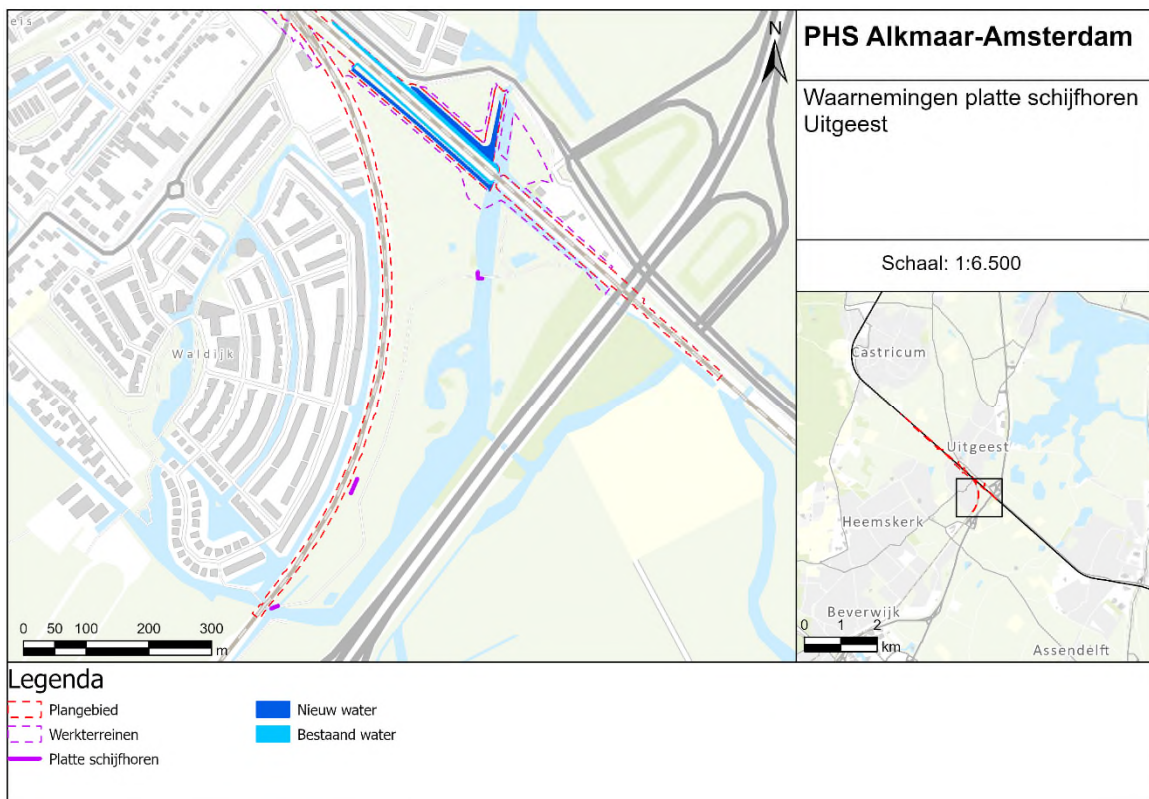 eis
Waldijk
0 50 100 200 300
m
N
PHS Alkmaar-Amsterdam
Waarnemingen platte schijfhoren
Uitgeest
Schaal: 1:6.500
Castricum
Uitgeest
Heemskerk
Beverwijk
Assendelft
0 1 2
km
Legenda
Plangebied
Werkterreinen
Platte schijfhoren
Nieuw water
Bestaand water